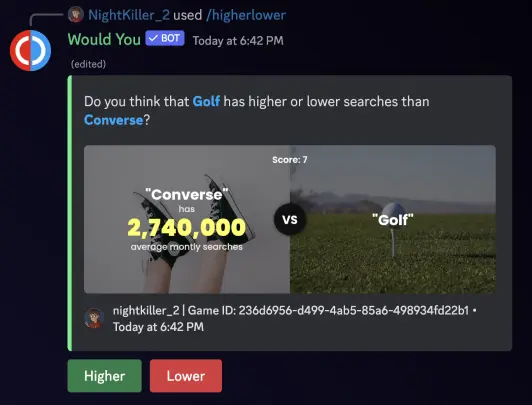 NightKiller_2 used /higherlower
Would You ✓ BOT Today at 6:42 PM
(edited)
Do you think that Golf has higher or lower searches than
Converse?
Score: 7
"Converse"
has
2,740,000
average montly searches
VS
"Golf"
nightkiller_2 | Game ID: 236d6956-d499-4ab5-85a6-498934fd22b1 •
Today at 6:42 PM
Higher Lower